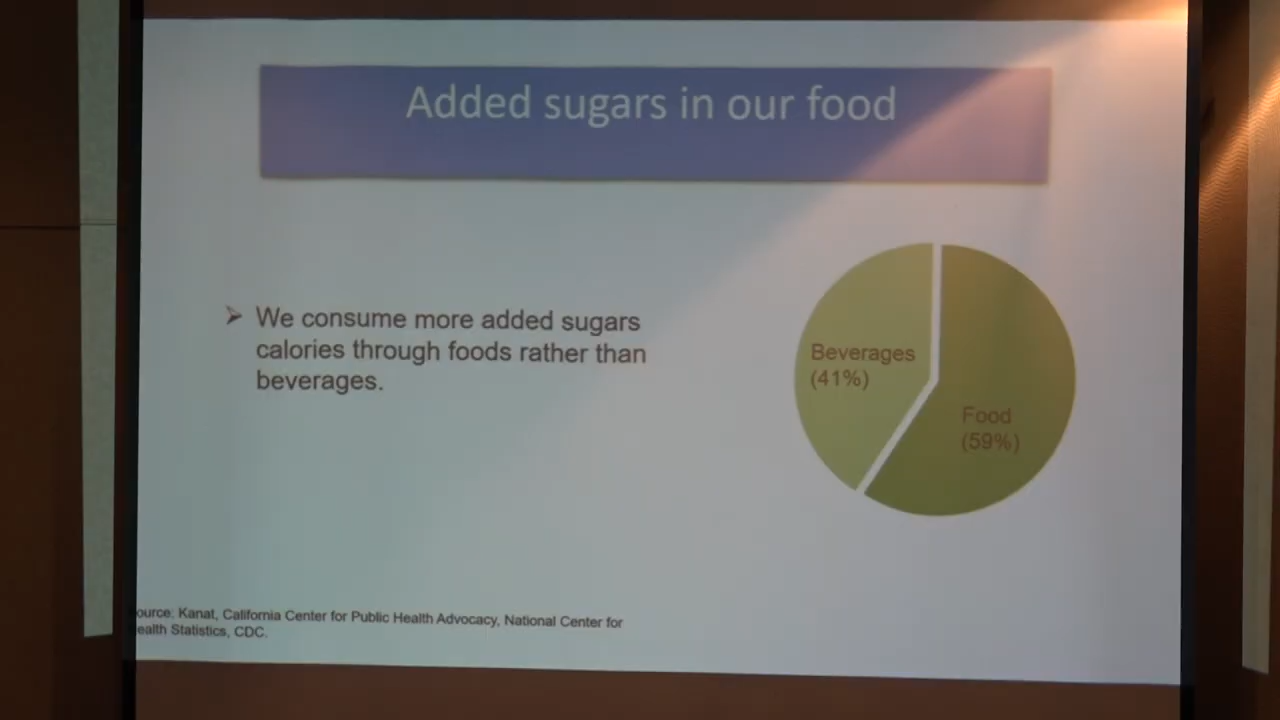 Added sugars in our food
➢ We consume more added sugars
calories through foods rather than
beverages.
Beverages
(41%)
Food
(59%)
ource: Kanat, California Center for Public Health Advocacy, National Center for
ealth Statistics, CDC.